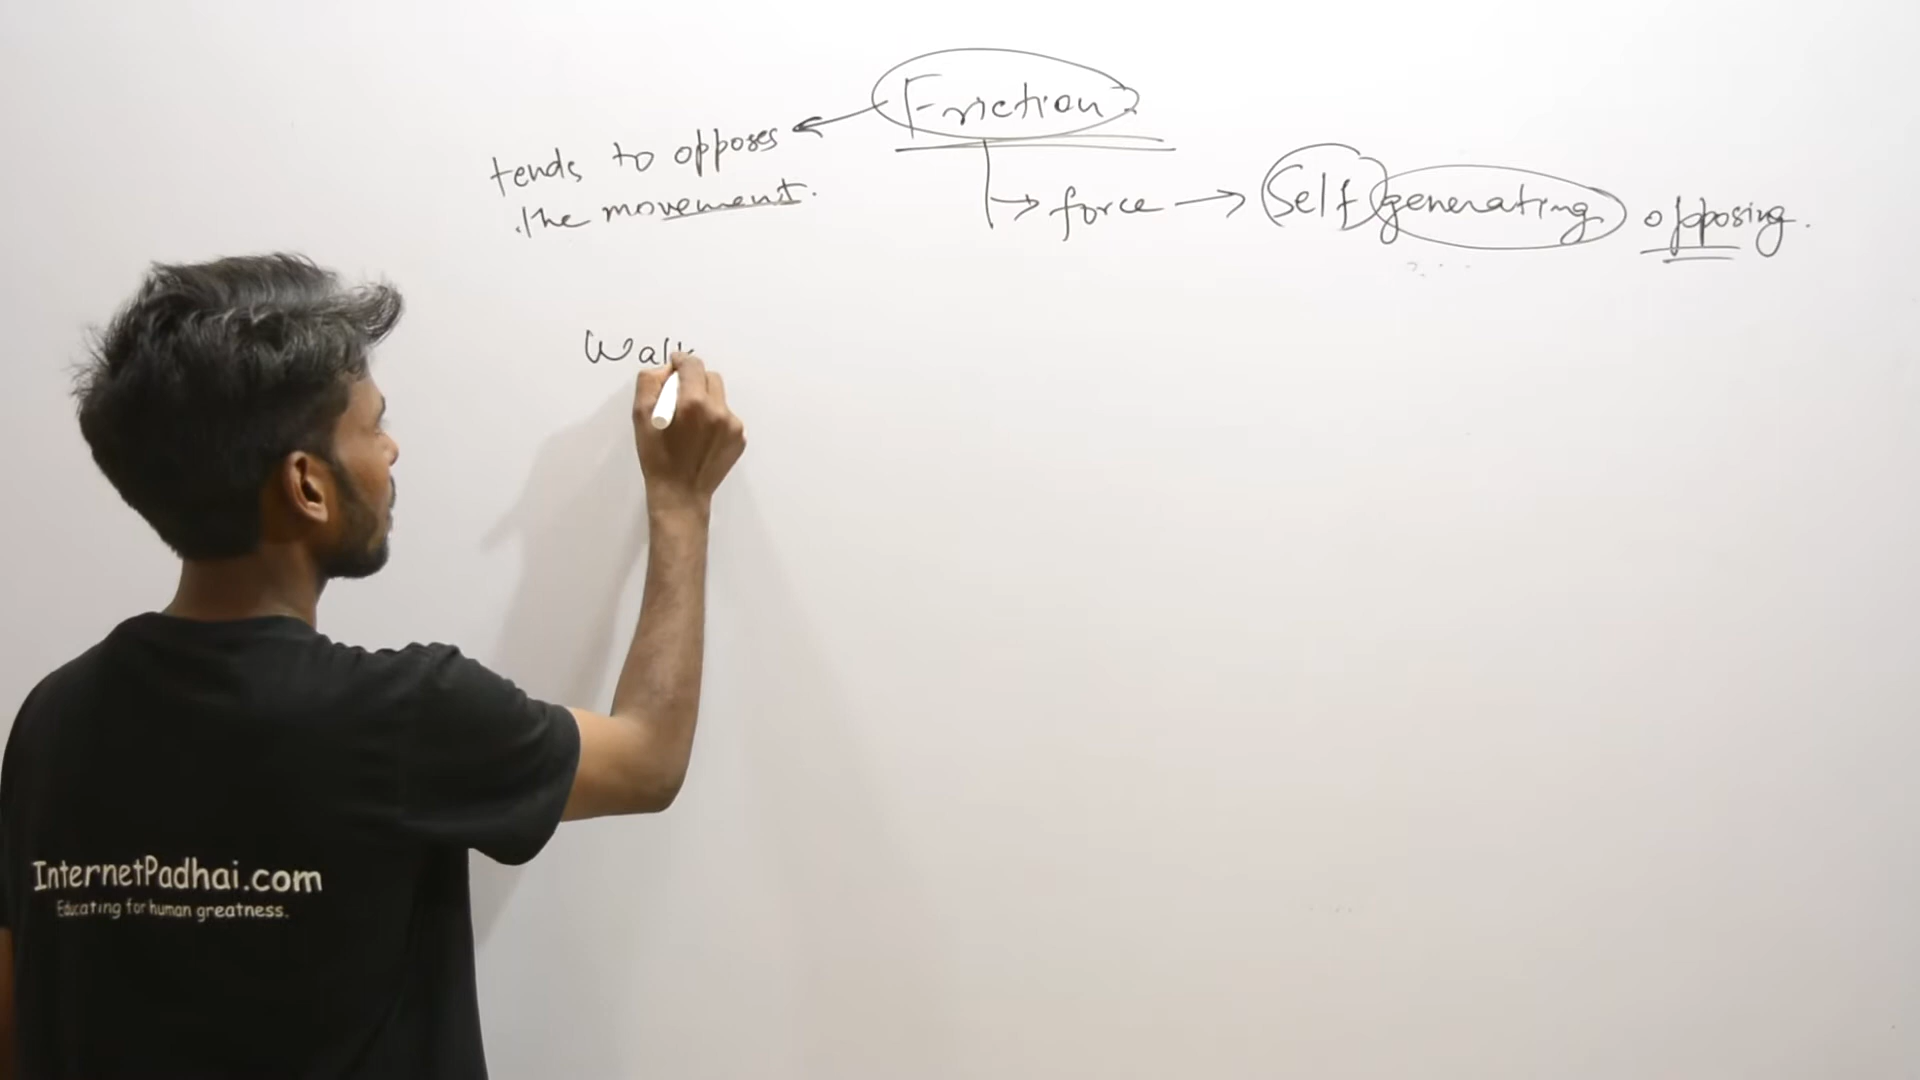 Friction
tends to opposes
the movement.
force → Self generating opposing.
Walk
InternetPadhai.com
Educating for human greatness.